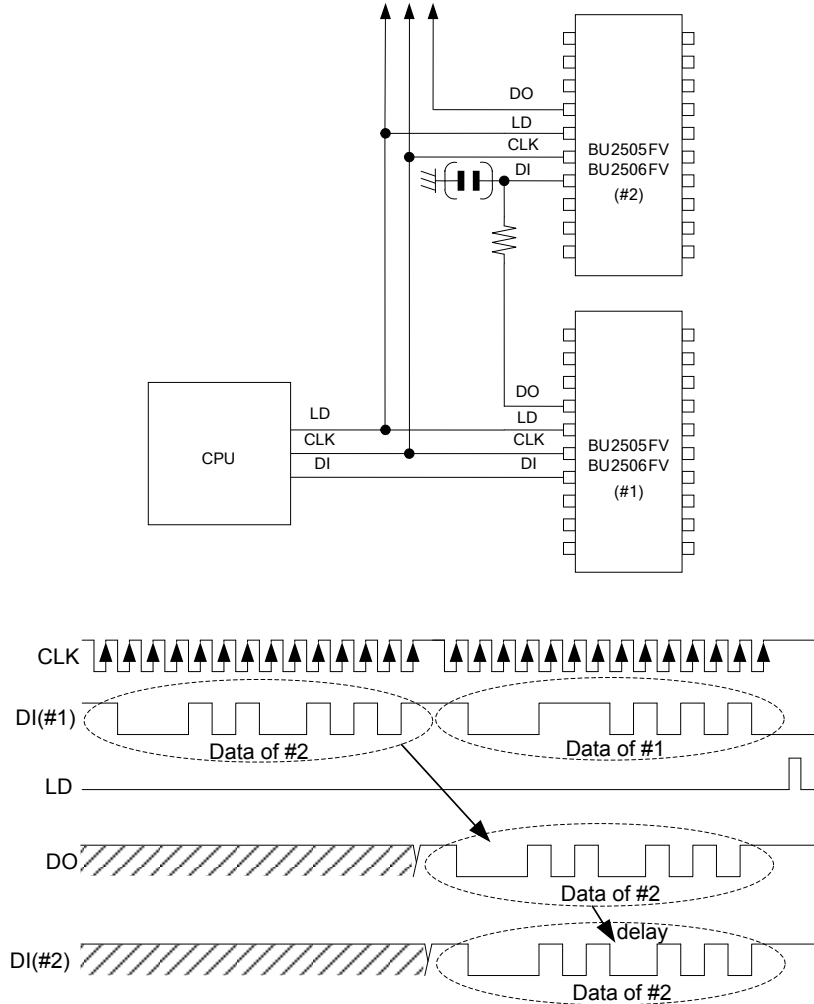 DO
LD
CLK
DI
BU2505FV
BU2506FV
(#2)
CPU
LD
CLK
DI
DO
LD
CLK
DI
BU2505FV
BU2506FV
(#1)
CLK
DI(#1)
Data of #2
Data of #1
LD
DO
Data of #2
delay
DI(#2)
Data of #2